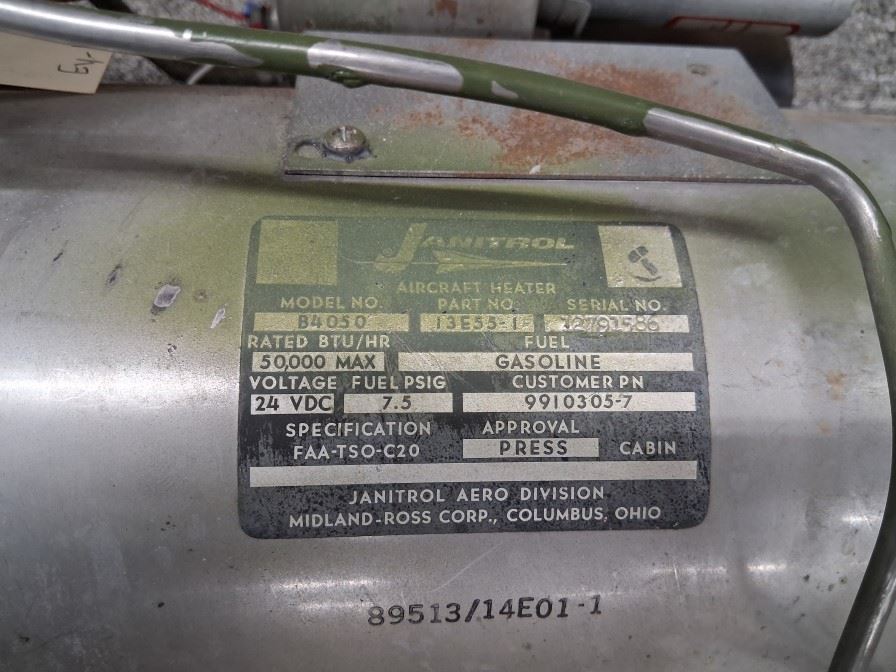 JANITROL
AIRCRAFT HEATER
MODEL NO. PART NO. SERIAL NO.
B4050 13E55-1 12791586
RATED BTU/HR FUEL
50,000 MAX GASOLINE
VOLTAGE FUEL PSIG CUSTOMER PN
24 VDC 7.5 9910305-7
SPECIFICATION APPROVAL
FAA-TSO-C20 PRESS CABIN
JANITROL AERO DIVISION
MIDLAND-ROSS CORP., COLUMBUS, OHIO
89513/14E01-1